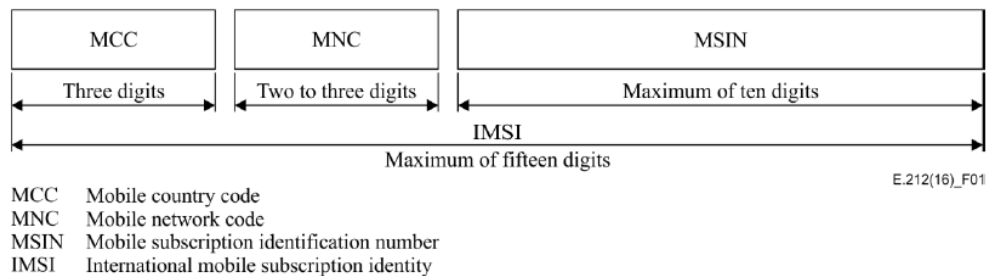 MCC MNC MSIN
Three digits Two to three digits Maximum of ten digits
IMSI
Maximum of fifteen digits
E.212(16)_F01
MCC Mobile country code
MNC Mobile network code
MSIN Mobile subscription identification number
IMSI International mobile subscription identity